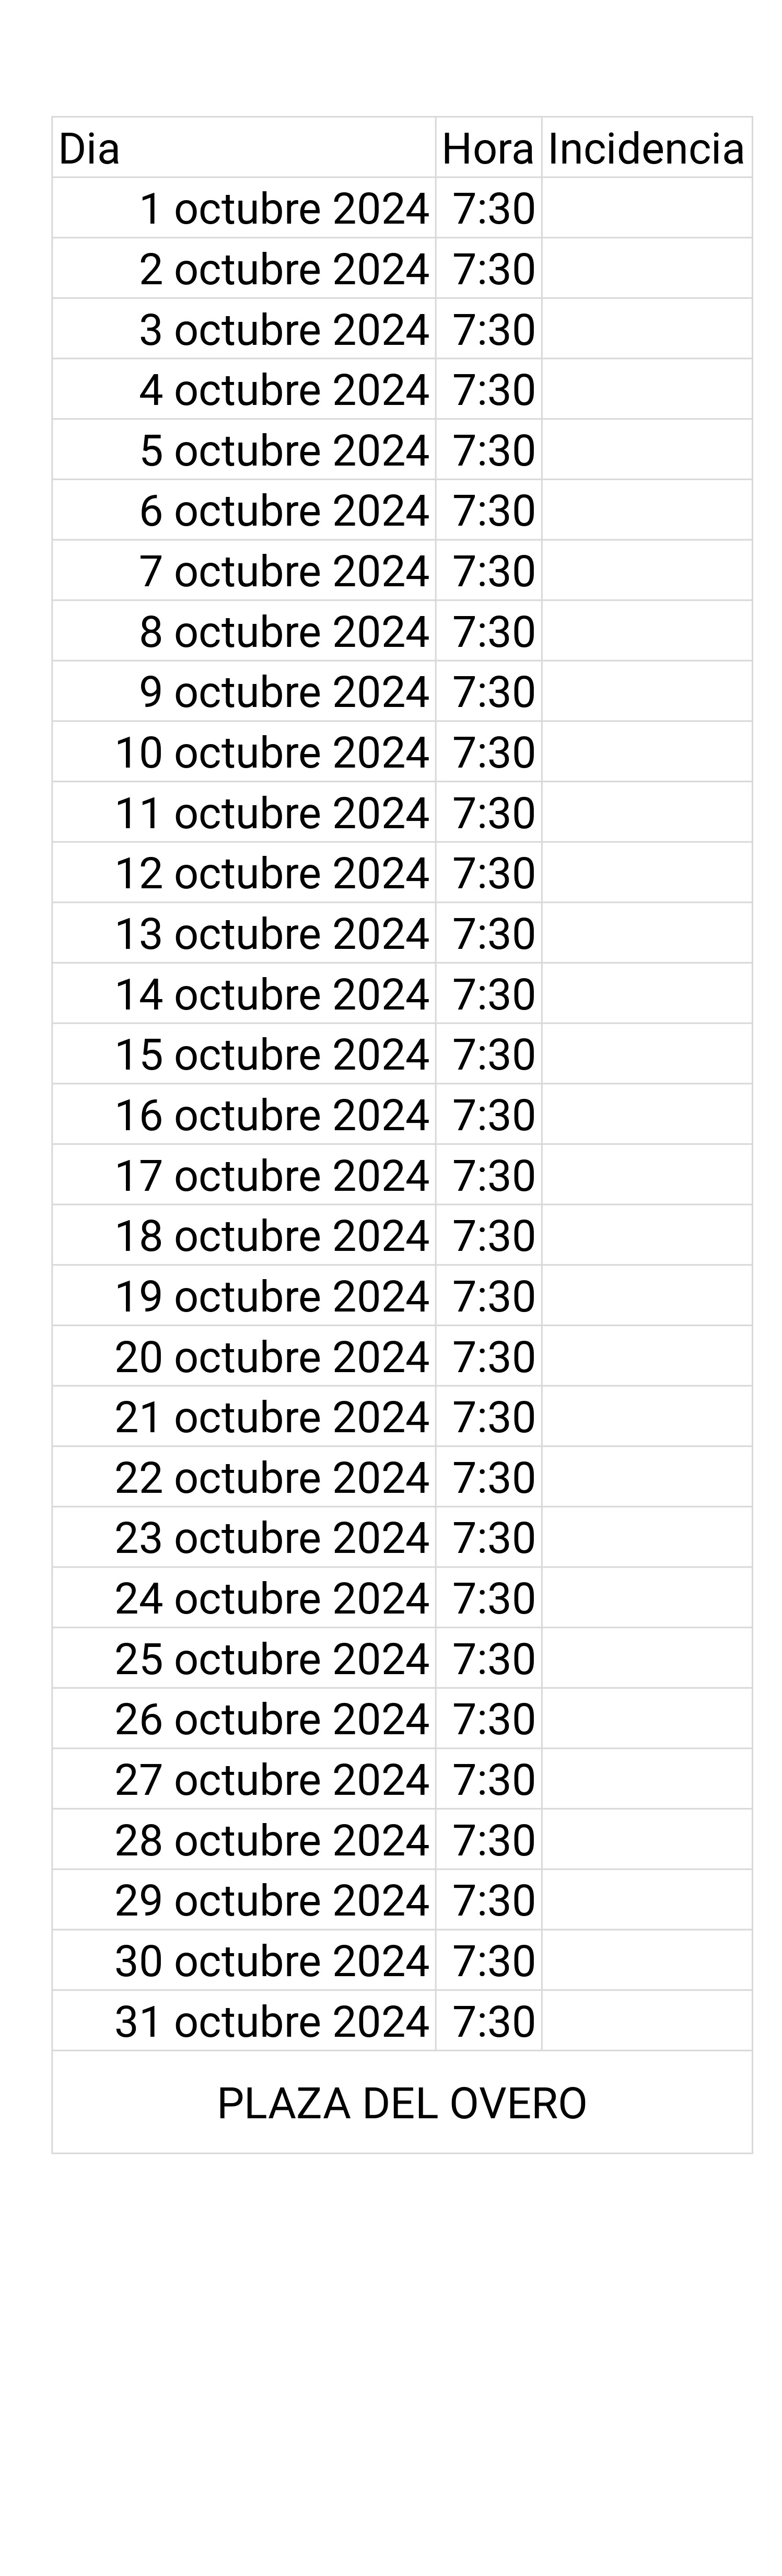 Dia Hora Incidencia
1 octubre 2024 7:30
2 octubre 2024 7:30
3 octubre 2024 7:30
4 octubre 2024 7:30
5 octubre 2024 7:30
6 octubre 2024 7:30
7 octubre 2024 7:30
8 octubre 2024 7:30
9 octubre 2024 7:30
10 octubre 2024 7:30
11 octubre 2024 7:30
12 octubre 2024 7:30
13 octubre 2024 7:30
14 octubre 2024 7:30
15 octubre 2024 7:30
16 octubre 2024 7:30
17 octubre 2024 7:30
18 octubre 2024 7:30
19 octubre 2024 7:30
20 octubre 2024 7:30
21 octubre 2024 7:30
22 octubre 2024 7:30
23 octubre 2024 7:30
24 octubre 2024 7:30
25 octubre 2024 7:30
26 octubre 2024 7:30
27 octubre 2024 7:30
28 octubre 2024 7:30
29 octubre 2024 7:30
30 octubre 2024 7:30
31 octubre 2024 7:30
PLAZA DEL OVERO